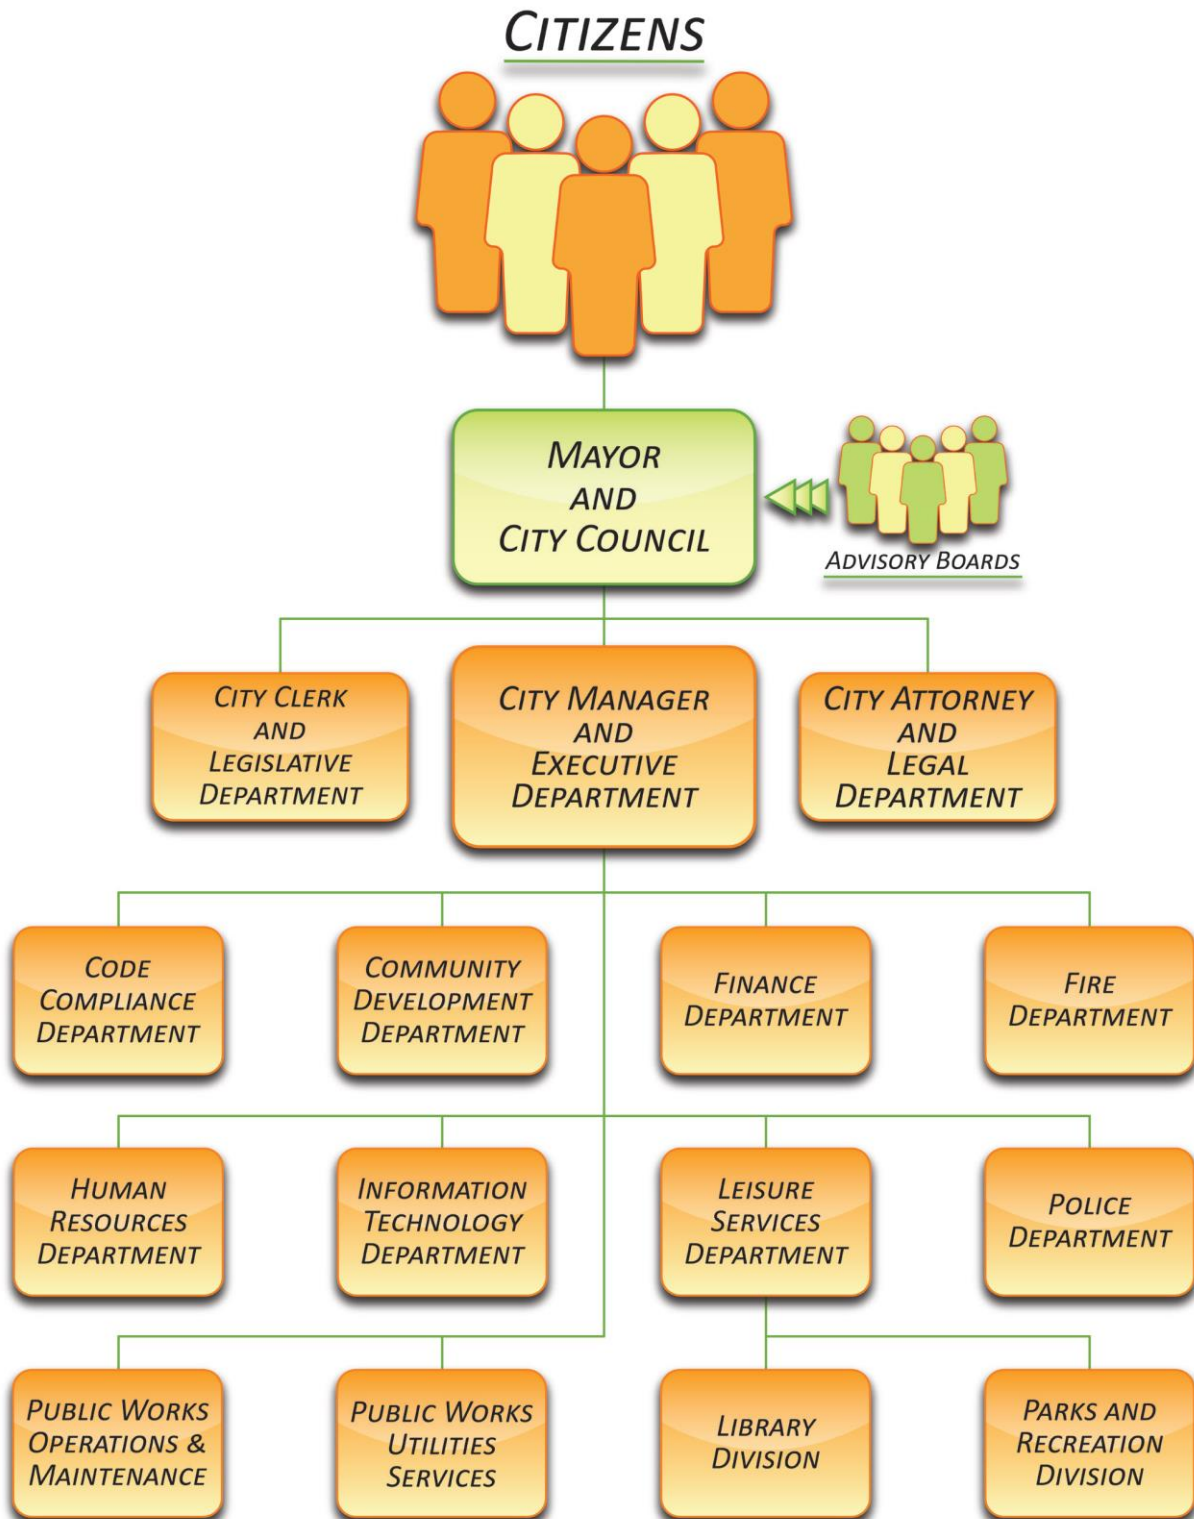 CITIZENS
MAYOR
AND
CITY COUNCIL
ADVISORY BOARDS
CITY CLERK
AND
LEGISLATIVE
DEPARTMENT
CITY MANAGER
AND
EXECUTIVE
DEPARTMENT
CITY ATTORNEY
AND
LEGAL
DEPARTMENT
CODE
COMPLIANCE
DEPARTMENT
COMMUNITY
DEVELOPMENT
DEPARTMENT
FINANCE
DEPARTMENT
FIRE
DEPARTMENT
HUMAN
RESOURCES
DEPARTMENT
INFORMATION
TECHNOLOGY
DEPARTMENT
LEISURE
SERVICES
DEPARTMENT
POLICE
DEPARTMENT
PUBLIC WORKS
OPERATIONS &
MAINTENANCE
PUBLIC WORKS
UTILITIES
SERVICES
LIBRARY
DIVISION
PARKS AND
RECREATION
DIVISION